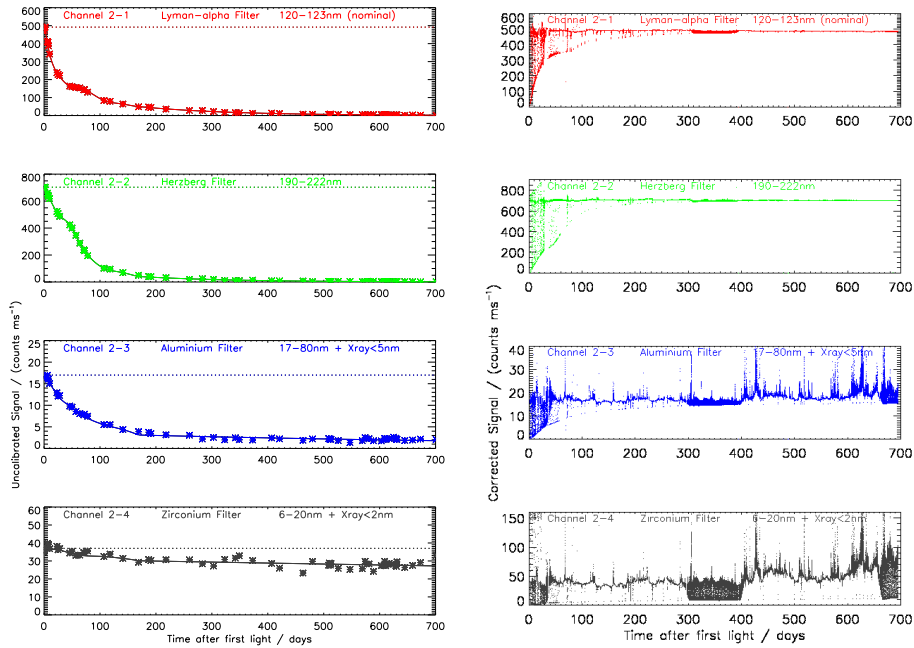 Channel 2-1 Lyman-alpha Filter 120-123nm (nominal)
600
500
400
300
200
100
0
0 100 200 300 400 500 600 700
Channel 2-2 Herzberg Filter 190-222nm
800
600
400
200
0
0 100 200 300 400 500 600 700
Channel 2-3 Aluminium Filter 17-80nm + Xray<5nm
25
20
15
10
5
0
0 100 200 300 400 500 600 700
Channel 2-4 Zirconium Filter 6-20nm + Xray<2nm
60
50
40
30
20
10
0
0 100 200 300 400 500 600 700
Time after first light / days
Uncalibrated Signal / (counts ms⁻¹)
Channel 2-1 Lyman-alpha Filter 120-123nm (nominal)
600
500
400
300
200
100
0
0 100 200 300 400 500 600 700
Channel 2-2 Herzberg Filter 190-222nm
800
600
400
200
0
0 100 200 300 400 500 600 700
Channel 2-3 Aluminium Filter 17-80nm + Xray<5nm
40
30
20
10
0
0 100 200 300 400 500 600 700
Channel 2-4 Zirconium Filter 6-20nm + Xray<2nm
150
100
50
0
0 100 200 300 400 500 600 700
Time after first light / days
Corrected Signal / (counts ms⁻¹)